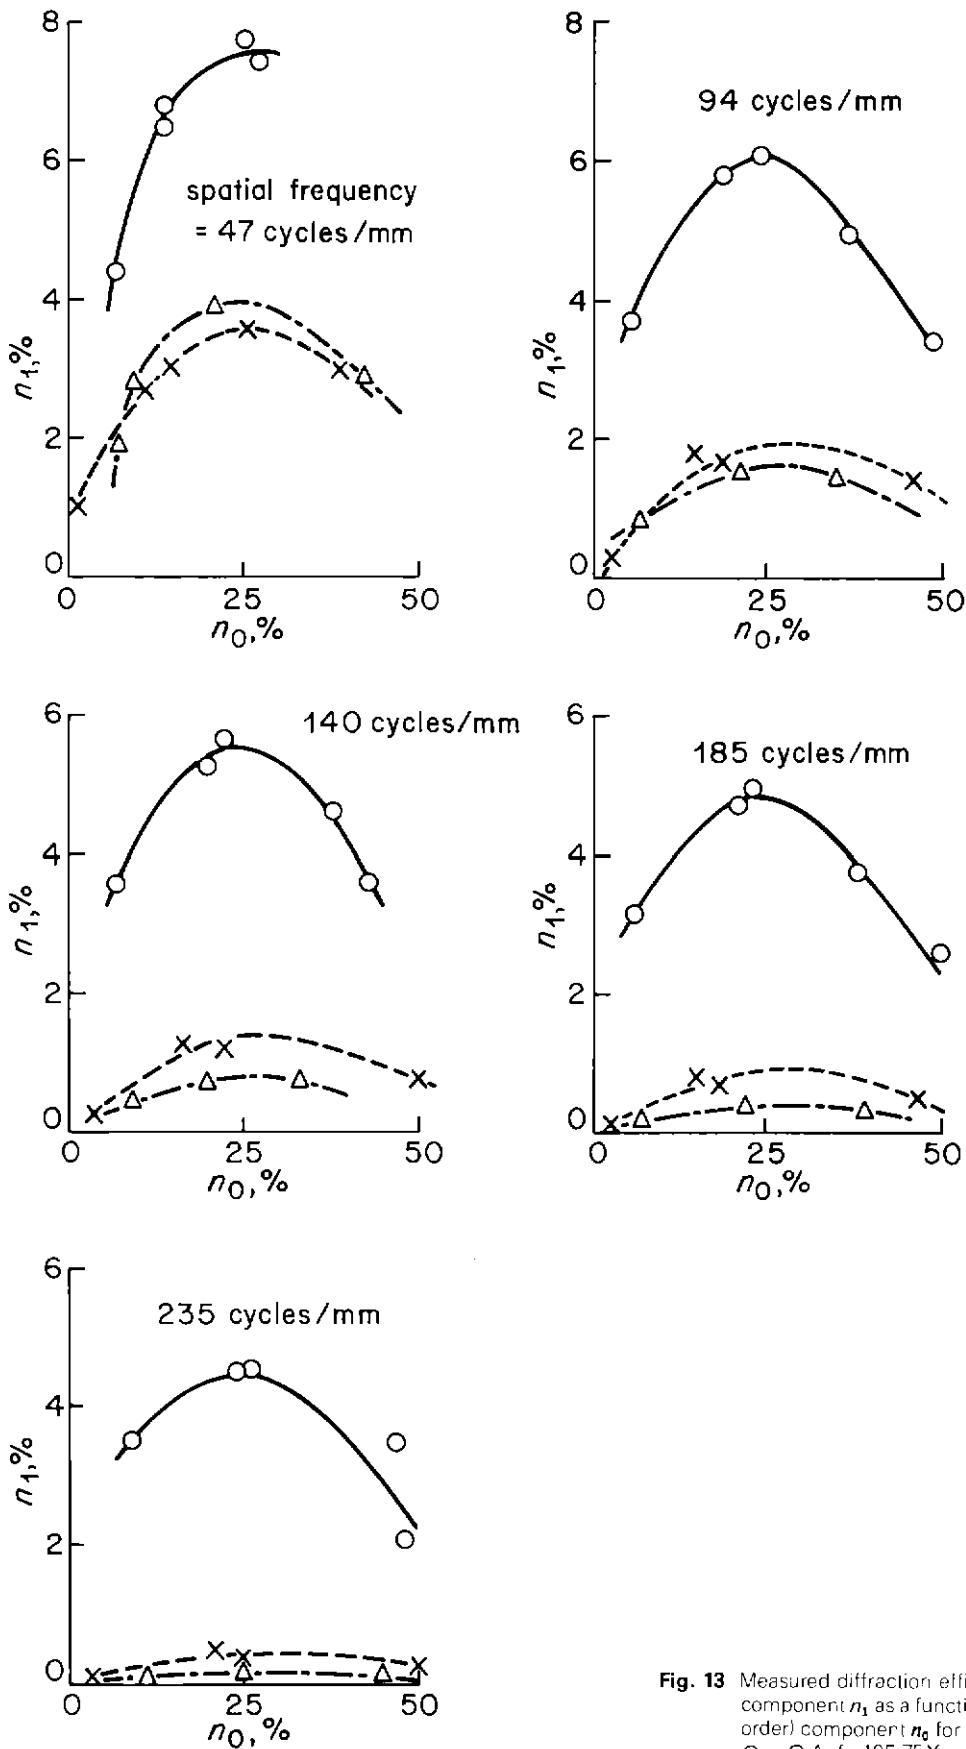 8
6
4
2
0
n₁,%
spatial frequency
= 47 cycles/mm
0 25 50
n₀,%
8
6
4
2
0
n₁,%
94 cycles/mm
0 25 50
n₀,%
6
4
2
0
n₁,%
140 cycles/mm
0 25 50
n₀,%
6
4
2
0
n₁,%
185 cycles/mm
0 25 50
n₀,%
6
4
2
0
n₁,%
235 cycles/mm
0 25 50
n₀,%
Fig. 13 Measured diffraction effi
component n₁ as a functi
order) component n₀ for